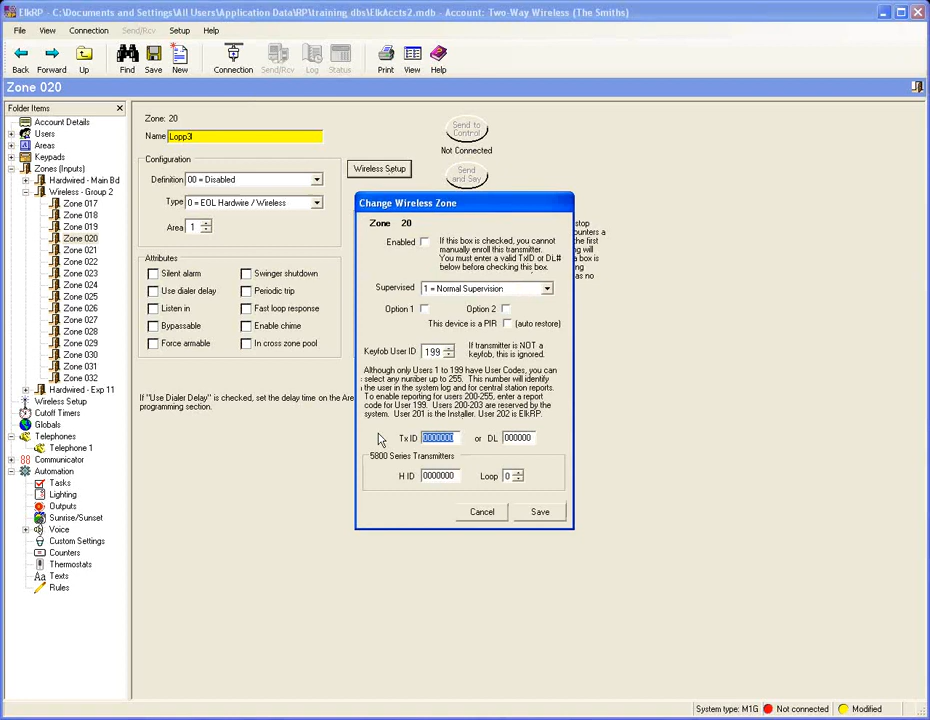 ElkRP - C:\Documents and Settings\All Users\Application Data\RP\training dbs\ElkAccts2.mdb - Account: Two-Way Wireless (The Smiths)
File View Connection Send/Rcv Setup Help
Back Forward Up Find Save New Connection Send/Rcv Log Status Print View Help
Zone 020
Folder Items
Account Details
Users
Areas
Keypads
Zones (Inputs)
Hardwired - Main Bd
Wireless - Group 2
Zone 017
Zone 018
Zone 019
Zone 020
Zone 021
Zone 022
Zone 023
Zone 024
Zone 025
Zone 026
Zone 027
Zone 028
Zone 029
Zone 030
Zone 031
Zone 032
Hardwired - Exp 11
Wireless Setup
Cutoff Timers
Globals
Telephones
Telephone 1
Communicator
Automation
Tasks
Lighting
Outputs
Sunrise/Sunset
Voice
Custom Settings
Counters
Thermostats
Aa Texts
Rules
Zone: 20
Name Lopp3
Configuration
Definition 00 = Disabled
Type 0 = EOL Hardwire / Wireless
Area 1
Wireless Setup
Send to
Control
Not Connected
Send
and Say
Attributes
Silent alarm Swinger shutdown
Use dialer delay Periodic trip
Listen in Fast loop response
Bypassable Enable chime
Force armable In cross zone pool
If "Use Dialer Delay" is checked, set the delay time on the Area
programming section.
stop
ounters a
the first
g will
a box is
as no
Change Wireless Zone
Zone 20
Enabled
If this box is checked, you cannot
manually enroll this transmitter.
You must enter a valid TxID or DL#
below before checking this box.
Supervised 1 = Normal Supervision
Option 1 Option 2
This device is a PIR (auto restore)
Keyfob User ID 199
If transmitter is NOT a
keyfob, this is ignored.
Although only Users 1 to 199 have User Codes, you can
select any number up to 255. This number will identify
the user in the system log and for central station reports.
To enable reporting for users 200-255, enter a report
code for User 199. Users 200-203 are reserved by the
system. User 201 is the Installer. User 202 is ElkRP.
Tx ID 0000000 or DL 000000
5800 Series Transmitters
H ID 0000000 Loop 0
Cancel Save
System type: M1G Not connected Modified